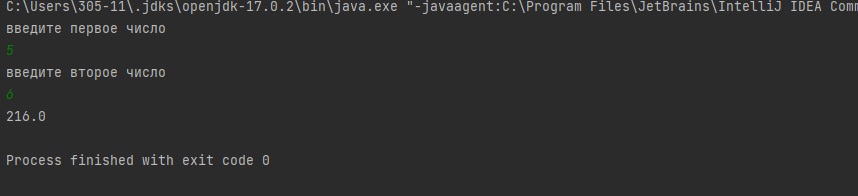 C:\Users\305-11\.jdks\openjdk-17.0.2\bin\java.exe "-javaagent:C:\Program Files\JetBrains\IntelliJ IDEA Com
введите первое число
5
введите второе число
6
216.0
Process finished with exit code 0